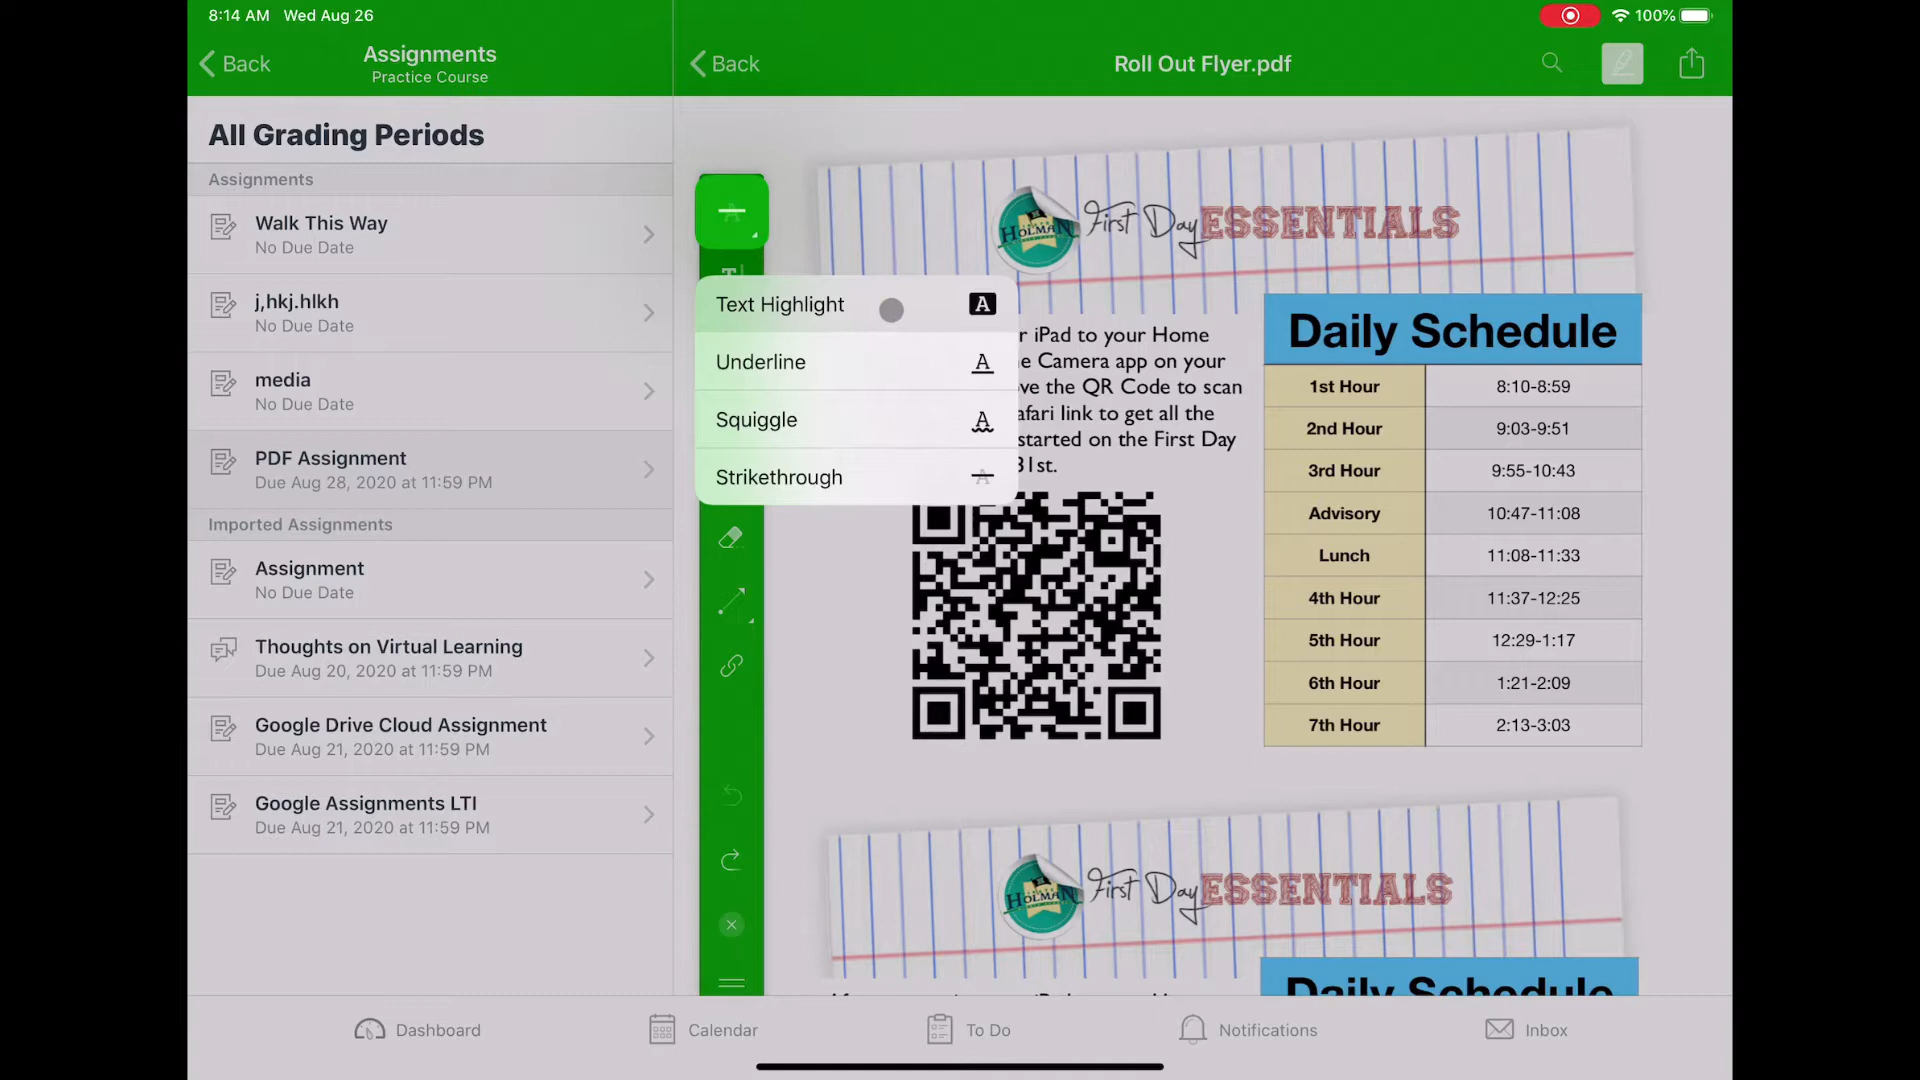 8:14 AM Wed Aug 26
100%
Back
Assignments
Practice Course
Back
Roll Out Flyer.pdf
All Grading Periods
Assignments
Walk This Way
No Due Date
j,hkj.hlkh
No Due Date
media
No Due Date
PDF Assignment
Due Aug 28, 2020 at 11:59 PM
Imported Assignments
Assignment
No Due Date
Thoughts on Virtual Learning
Due Aug 20, 2020 at 11:59 PM
Google Drive Cloud Assignment
Due Aug 21, 2020 at 11:59 PM
Google Assignments LTI
Due Aug 21, 2020 at 11:59 PM
Text Highlight A
Underline A
Squiggle A
Strikethrough A
HOLMAN First Day ESSENTIALS
r iPad to your Home
e Camera app on your
ve the QR Code to scan
afari link to get all the
started on the First Day
31st.
Daily Schedule
1st Hour 8:10-8:59
2nd Hour 9:03-9:51
3rd Hour 9:55-10:43
Advisory 10:47-11:08
Lunch 11:08-11:33
4th Hour 11:37-12:25
5th Hour 12:29-1:17
6th Hour 1:21-2:09
7th Hour 2:13-3:03
HOLMAN First Day ESSENTIALS
Daily Schedule
Dashboard
Calendar
To Do
Notifications
Inbox